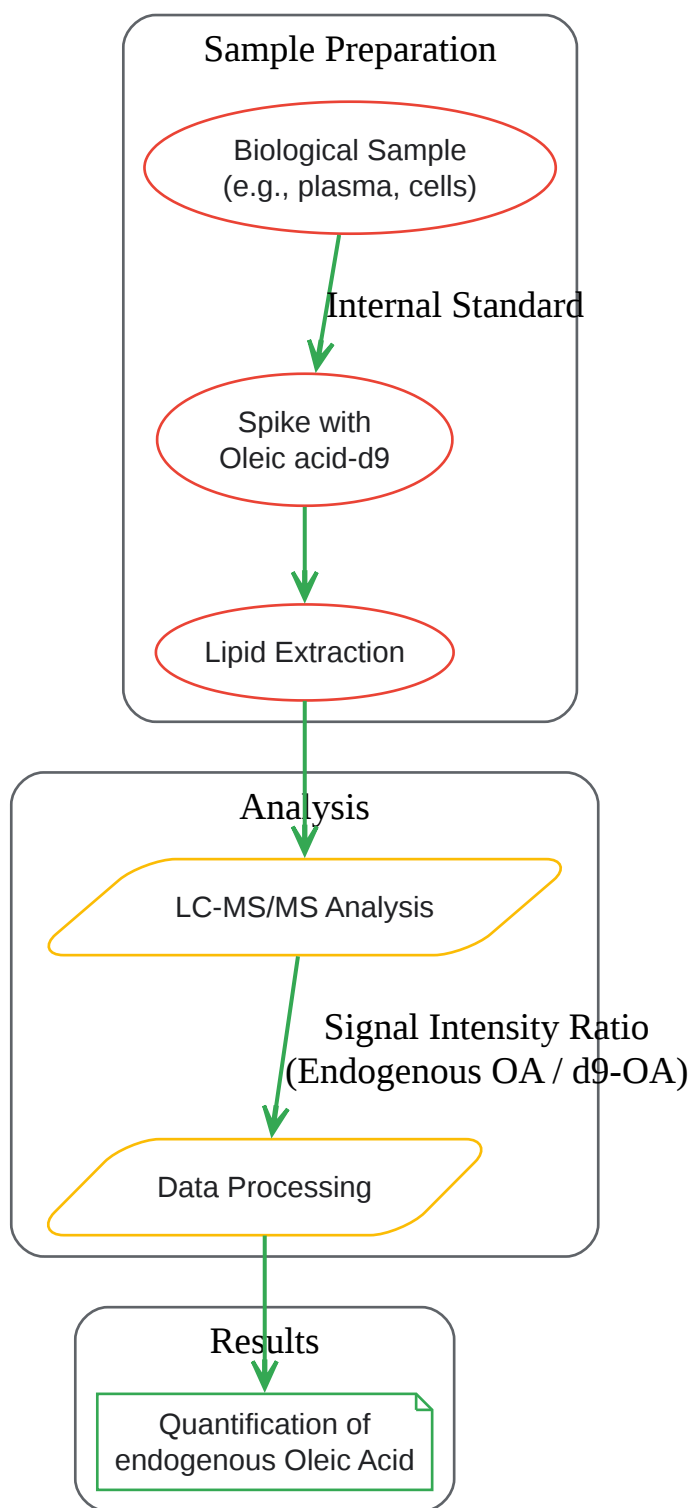 Sample Preparation
Biological Sample
(e.g., plasma, cells)
Internal Standard
Spike with
Oleic acid-d9
Lipid Extraction
Analysis
LC-MS/MS Analysis
Signal Intensity Ratio
(Endogenous OA / d9-OA)
Data Processing
Results
Quantification of
endogenous Oleic Acid